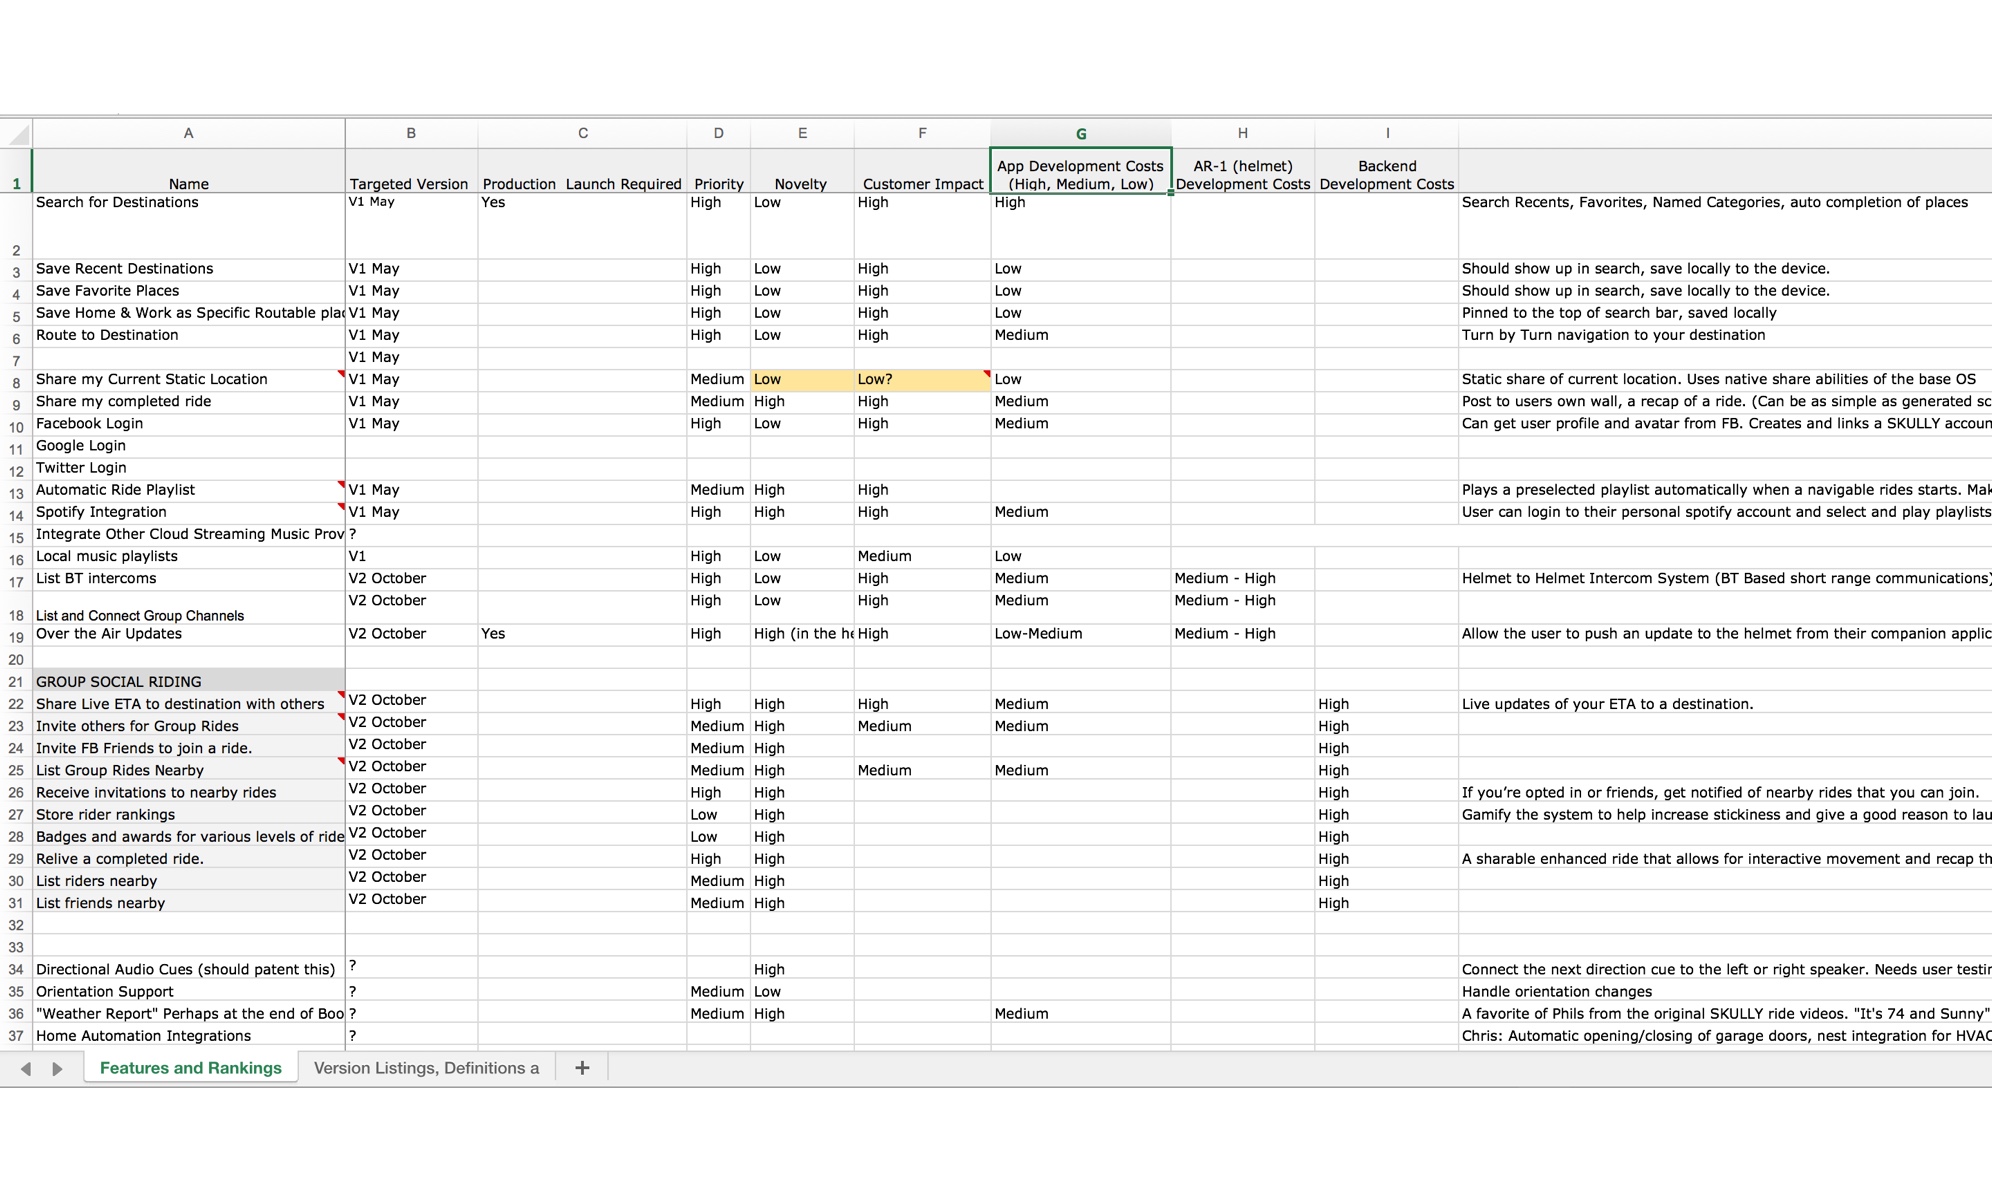 A B C D E F G H I
1 Name Targeted Version Production Launch Required Priority Novelty Customer Impact App Development Costs (High, Medium, Low) AR-1 (helmet) Development Costs Backend Development Costs
2 Search for Destinations V1 May Yes High Low High High Search Recents, Favorites, Named Categories, auto completion of places
3 Save Recent Destinations V1 May High Low High Low Should show up in search, save locally to the device.
4 Save Favorite Places V1 May High Low High Low Should show up in search, save locally to the device.
5 Save Home & Work as Specific Routable plac V1 May High Low High Low Pinned to the top of search bar, saved locally
6 Route to Destination V1 May High Low High Medium Turn by Turn navigation to your destination
7 V1 May
8 Share my Current Static Location V1 May Medium Low Low? Low Static share of current location. Uses native share abilities of the base OS
9 Share my completed ride V1 May Medium High High Medium Post to users own wall, a recap of a ride. (Can be as simple as generated sc
10 Facebook Login V1 May High Low High Medium Can get user profile and avatar from FB. Creates and links a SKULLY accoun
11 Google Login
12 Twitter Login
13 Automatic Ride Playlist V1 May Medium High High Plays a preselected playlist automatically when a navigable rides starts. Mak
14 Spotify Integration V1 May High High High Medium User can login to their personal spotify account and select and play playlists
15 Integrate Other Cloud Streaming Music Prov ?
16 Local music playlists V1 High Low Medium Low
17 List BT intercoms V2 October High Low High Medium Medium - High Helmet to Helmet Intercom System (BT Based short range communications)
18 List and Connect Group Channels V2 October High Low High Medium Medium - High
19 Over the Air Updates V2 October Yes High High (in the he High Low-Medium Medium - High Allow the user to push an update to the helmet from their companion applic
20
21 GROUP SOCIAL RIDING
22 Share Live ETA to destination with others V2 October High High High Medium High Live updates of your ETA to a destination.
23 Invite others for Group Rides V2 October Medium High Medium Medium High
24 Invite FB Friends to join a ride. V2 October Medium High High
25 List Group Rides Nearby V2 October Medium High Medium Medium High
26 Receive invitations to nearby rides V2 October High High High If you’re opted in or friends, get notified of nearby rides that you can join.
27 Store rider rankings V2 October Low High High Gamify the system to help increase stickiness and give a good reason to lau
28 Badges and awards for various levels of ride V2 October Low High High
29 Relive a completed ride. V2 October High High High A sharable enhanced ride that allows for interactive movement and recap th
30 List riders nearby V2 October Medium High High
31 List friends nearby V2 October Medium High High
32
33
34 Directional Audio Cues (should patent this) ? High Connect the next direction cue to the left or right speaker. Needs user testin
35 Orientation Support ? Medium Low Handle orientation changes
36 "Weather Report" Perhaps at the end of Boo ? Medium High Medium A favorite of Phils from the original SKULLY ride videos. "It's 74 and Sunny"
37 Home Automation Integrations ? Chris: Automatic opening/closing of garage doors, nest integration for HVAC
Features and Rankings Version Listings, Definitions a +